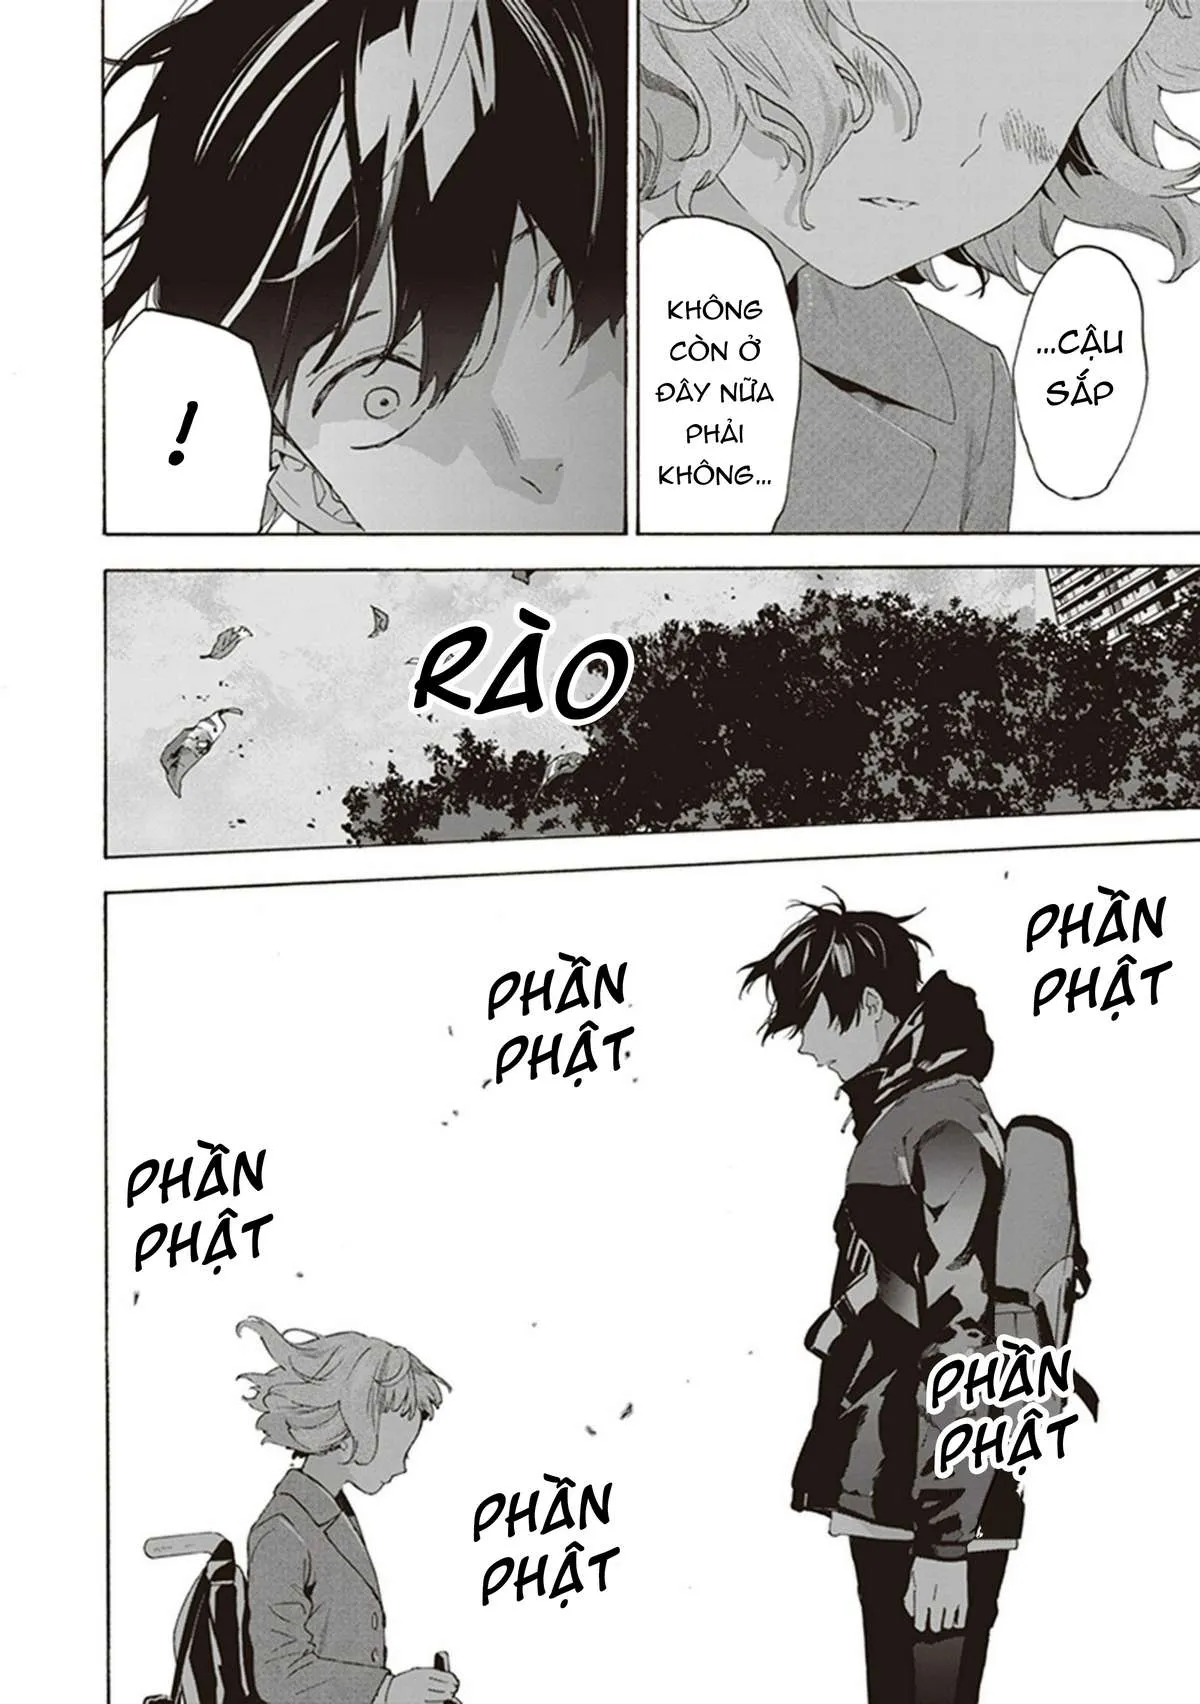 ...CẬU
SẮP
KHÔNG
CÒN Ở
ĐÂY NỮA
PHẢI
KHÔNG...
!
RÀO
PHẦN
PHẬT
PHẦN
PHẬT
PHẦN
PHẬT
PHẦN
PHẬT
PHẦN
PHẬT